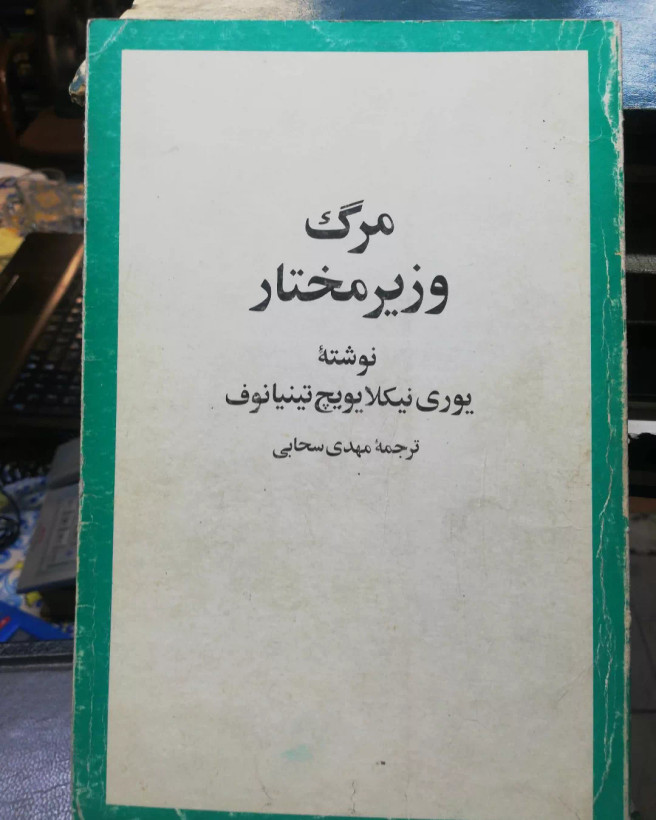 مرگ
وزیرمختار
نوشتهٔ
یوری نیکلایویچ تینیانوف
ترجمهٔ مهدی سحابی